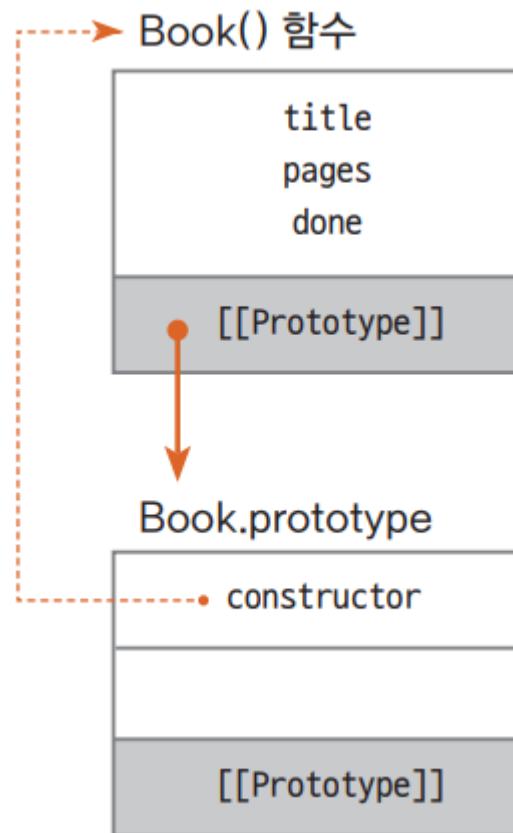 Book() 함수
title
pages
done
[[Prototype]]
Book.prototype
constructor
[[Prototype]]